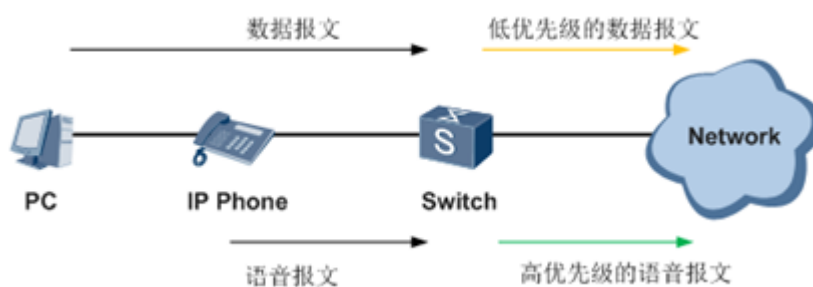 数据报文
低优先级的数据报文
S
Network
PC
IP Phone
Switch
语音报文
高优先级的语音报文